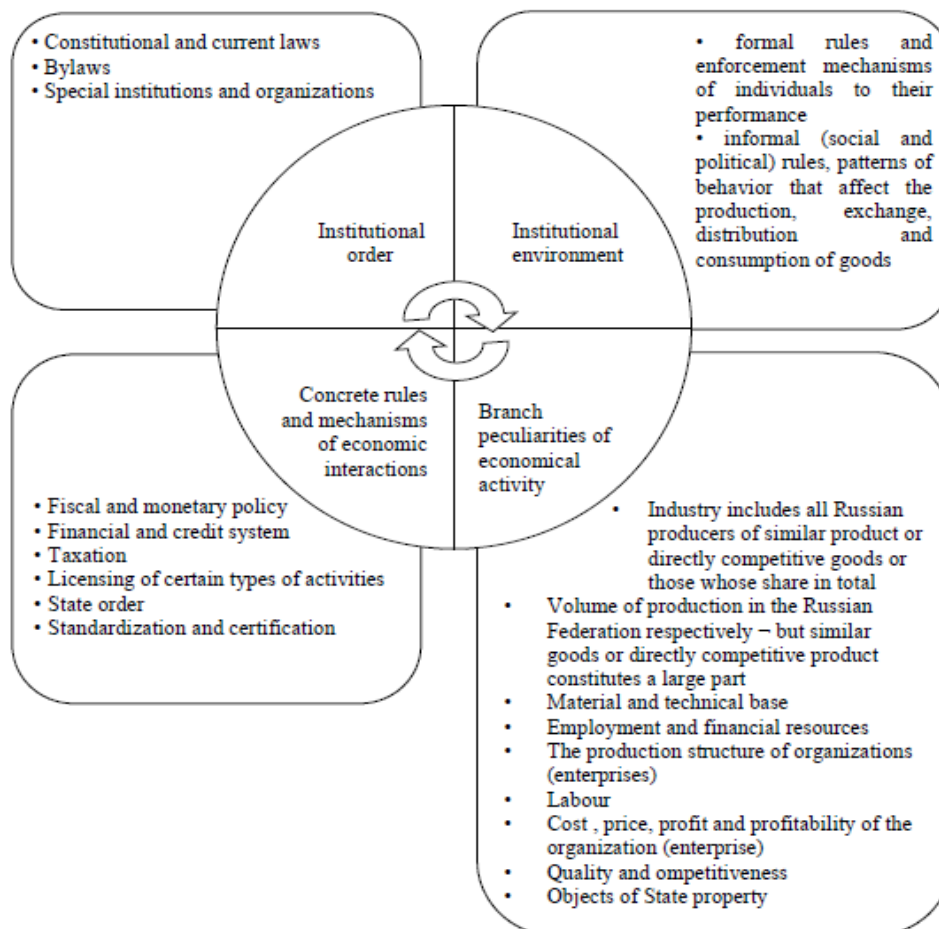 • Constitutional and current laws
• Bylaws
• Special institutions and organizations
• formal rules and
enforcement mechanisms
of individuals to their
performance
• informal (social and
political) rules, patterns of
behavior that affect the
production, exchange,
distribution and
consumption of goods
Institutional
order
Institutional
environment
Concrete rules
and mechanisms
of economic
interactions
Branch
peculiarities of
economical
activity
• Fiscal and monetary policy
• Financial and credit system
• Taxation
• Licensing of certain types of activities
• State order
• Standardization and certification
• Industry includes all Russian
producers of similar product or
directly competitive goods or
those whose share in total
• Volume of production in the Russian
Federation respectively ¬ but similar
goods or directly competitive product
constitutes a large part
• Material and technical base
• Employment and financial resources
• The production structure of organizations
(enterprises)
• Labour
• Cost , price, profit and profitability of the
organization (enterprise)
• Quality and ompetitiveness
• Objects of State property